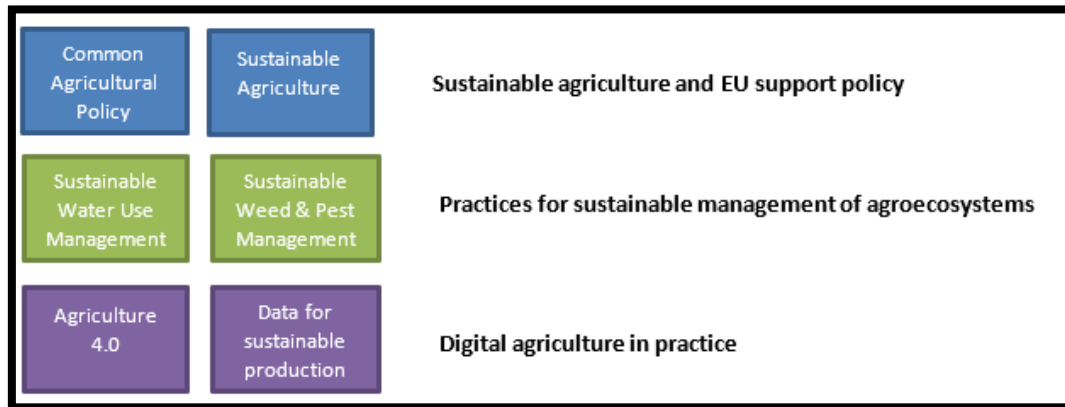 Common
Agricultural
Policy
Sustainable
Agriculture
Sustainable agriculture and EU support policy
Sustainable
Water Use
Management
Sustainable
Weed & Pest
Management
Practices for sustainable management of agroecosystems
Agriculture
4.0
Data for
sustainable
production
Digital agriculture in practice